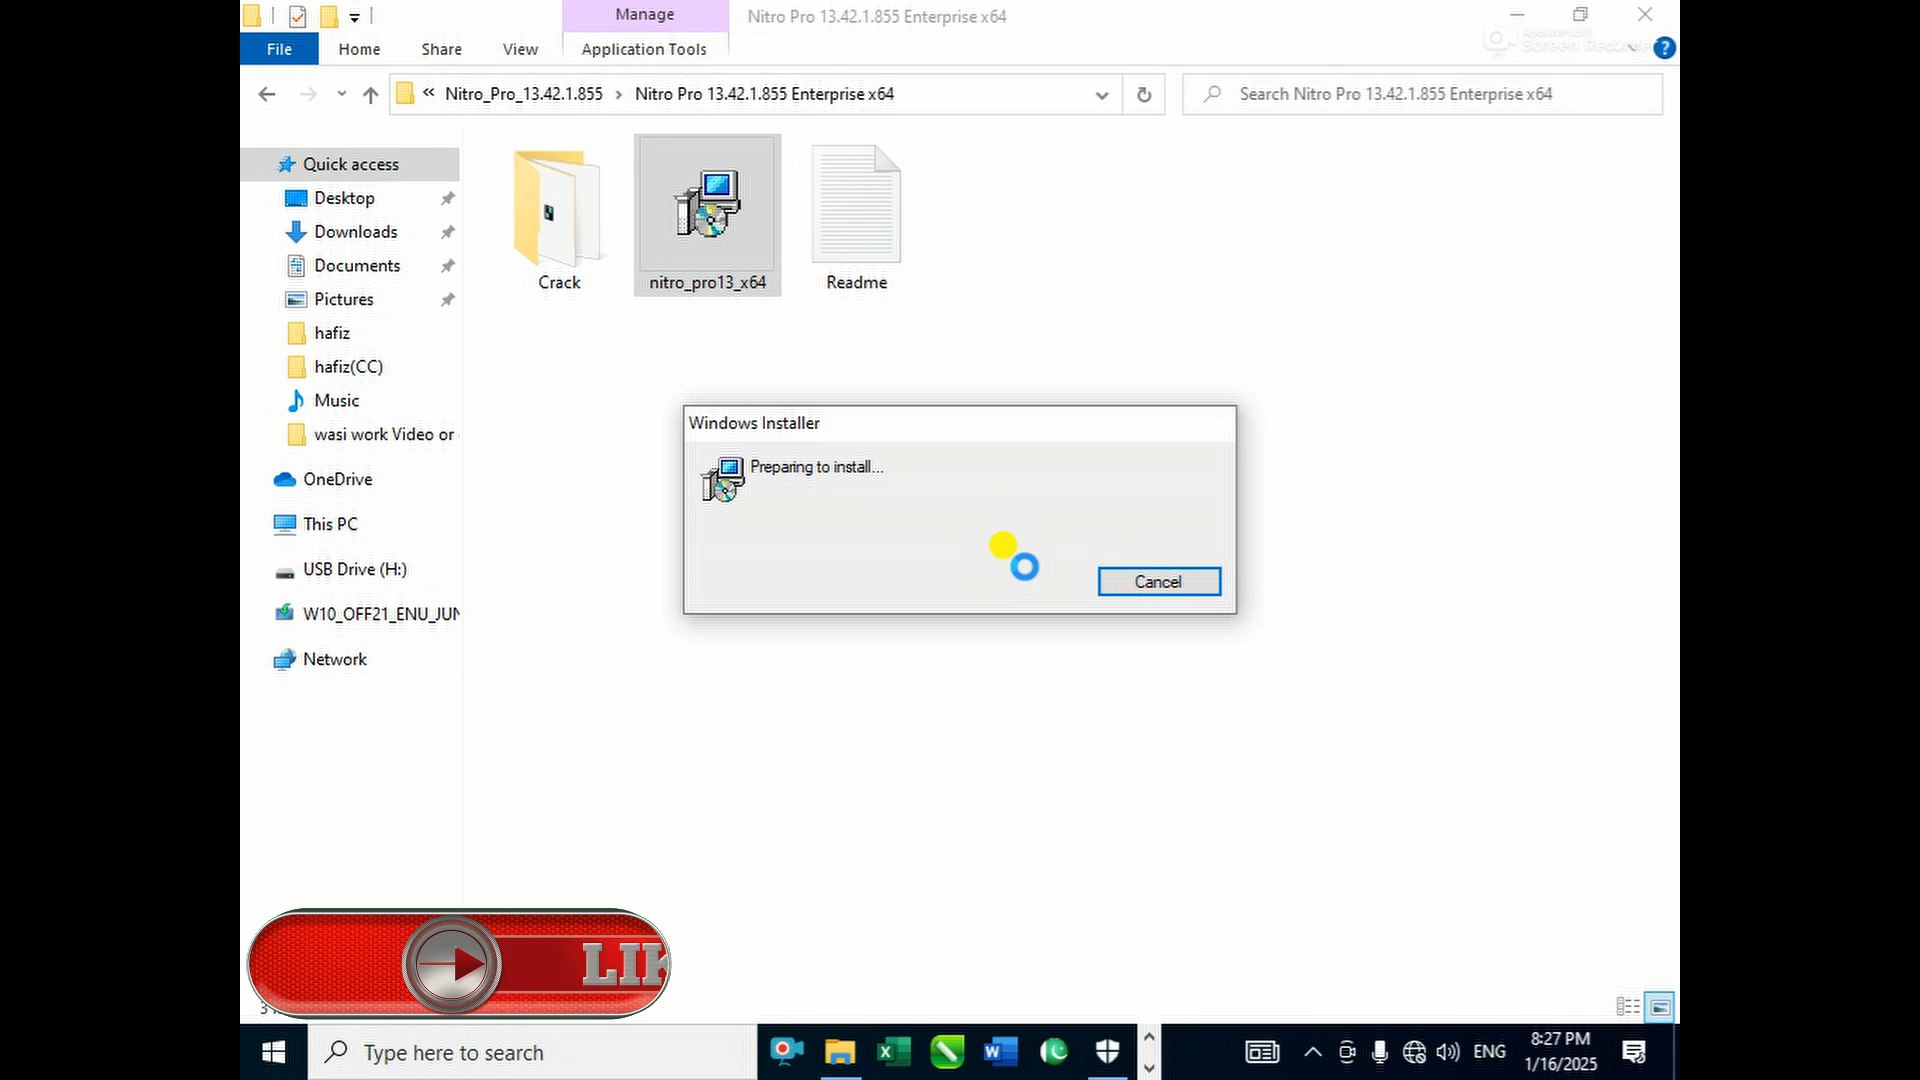 Manage
Nitro Pro 13.42.1.855 Enterprise x64
Apowersoft
Screen Recorder
File
Home
Share
View
Application Tools
?
« Nitro_Pro_13.42.1.855 › Nitro Pro 13.42.1.855 Enterprise x64
Search Nitro Pro 13.42.1.855 Enterprise x64
Quick access
Desktop
Downloads
Documents
Pictures
hafiz
hafiz(CC)
Music
wasi work Video or
OneDrive
This PC
USB Drive (H:)
W10_OFF21_ENU_JUN
Network
Crack
nitro_pro13_x64
Readme
Windows Installer
Preparing to install...
Cancel
LIK
Type here to search
ENG
8:27 PM
1/16/2025